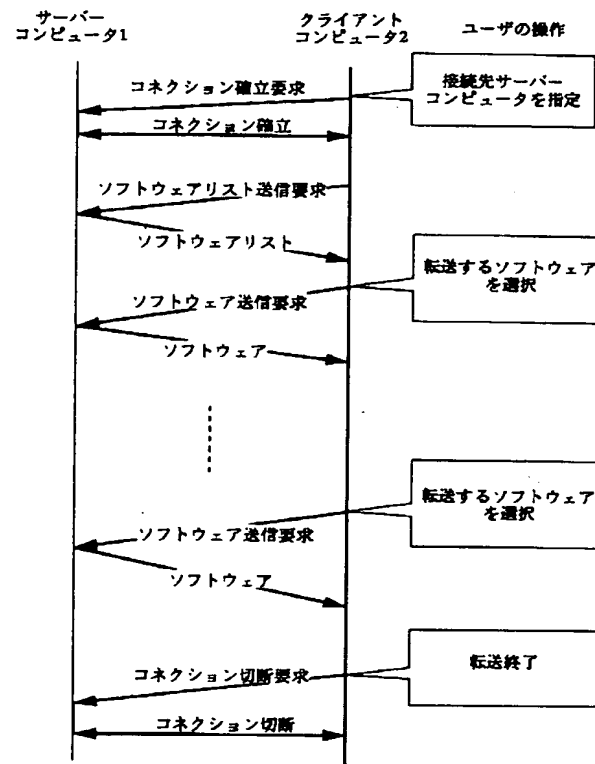 サーバー
コンピュータ1
クライアント
コンピュータ2
ユーザの操作
コネクション確立要求
接続先サーバー
コンピュータを指定
コネクション確立
ソフトウェアリスト送信要求
ソフトウェアリスト
転送するソフトウェア
を選択
ソフトウェア送信要求
ソフトウェア
転送するソフトウェア
を選択
ソフトウェア送信要求
ソフトウェア
転送終了
コネクション切断要求
コネクション切断